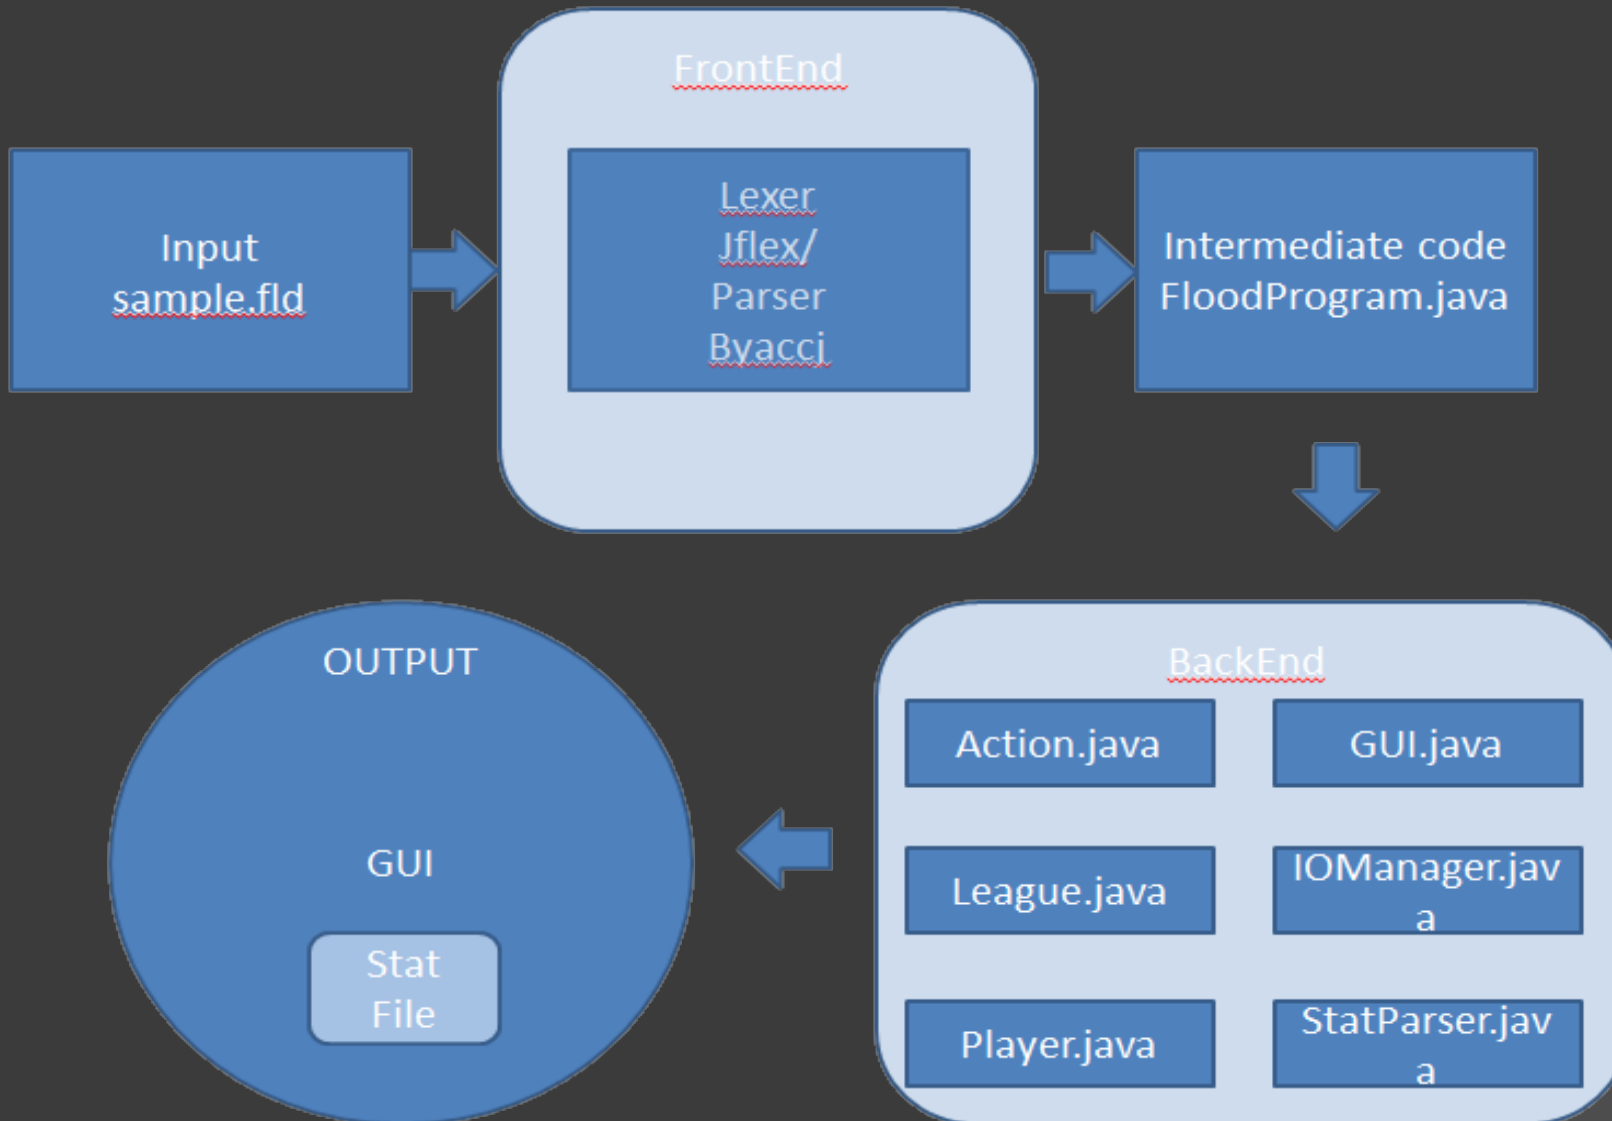 FrontEnd
Input
sample.fld
Lexer
Jflex/
Parser
Byaccj
Intermediate code
FloodProgram.java
OUTPUT
GUI
Stat
File
BackEnd
Action.java
GUI.java
League.java
IOManager.jav
a
Player.java
StatParser.jav
a